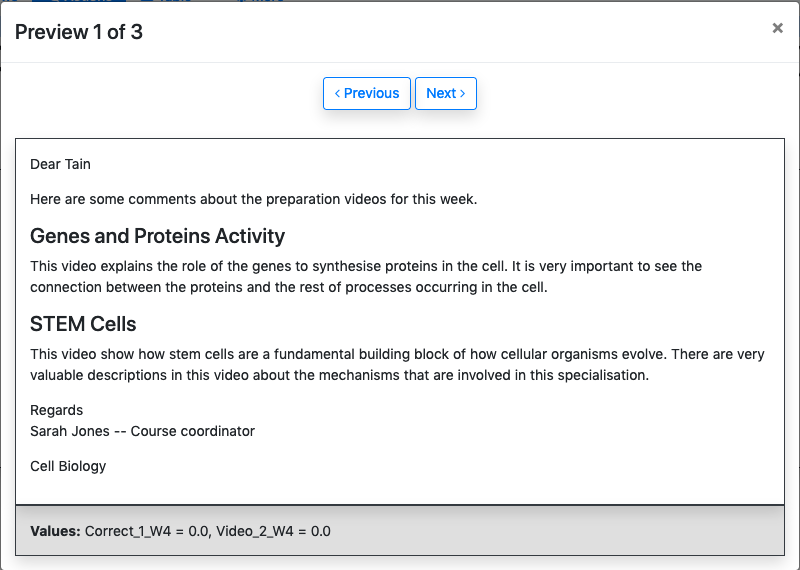 Preview 1 of 3
×
‹ Previous
Next ›
Dear Tain
Here are some comments about the preparation videos for this week.
Genes and Proteins Activity
This video explains the role of the genes to synthesise proteins in the cell. It is very important to see the
connection between the proteins and the rest of processes occurring in the cell.
STEM Cells
This video show how stem cells are a fundamental building block of how cellular organisms evolve. There are very
valuable descriptions in this video about the mechanisms that are involved in this specialisation.
Regards
Sarah Jones -- Course coordinator
Cell Biology
Values: Correct_1_W4 = 0.0, Video_2_W4 = 0.0